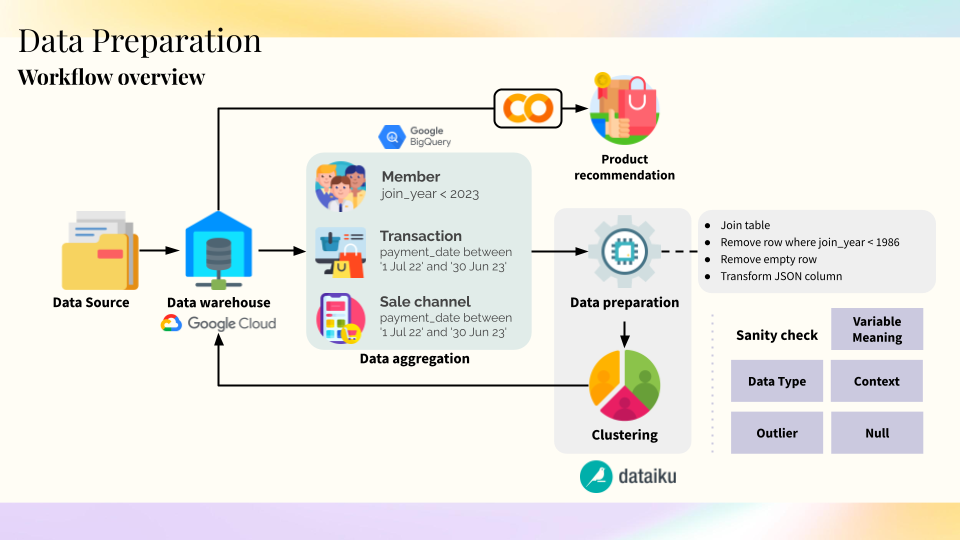 Data Preparation
Workflow overview
Google
BigQuery
Product
recommendation
Member
join_year < 2023
Transaction
payment_date between
'1 Jul 22' and '30 Jun 23'
Sale channel
payment_date between
'1 Jul 22' and '30 Jun 23'
Data aggregation
Data Source
Data warehouse
Google Cloud
Data preparation
● Join table
● Remove row where join_year < 1986
● Remove empty row
● Transform JSON column
Clustering
dataiku
Sanity check
Variable
Meaning
Data Type
Context
Outlier
Null